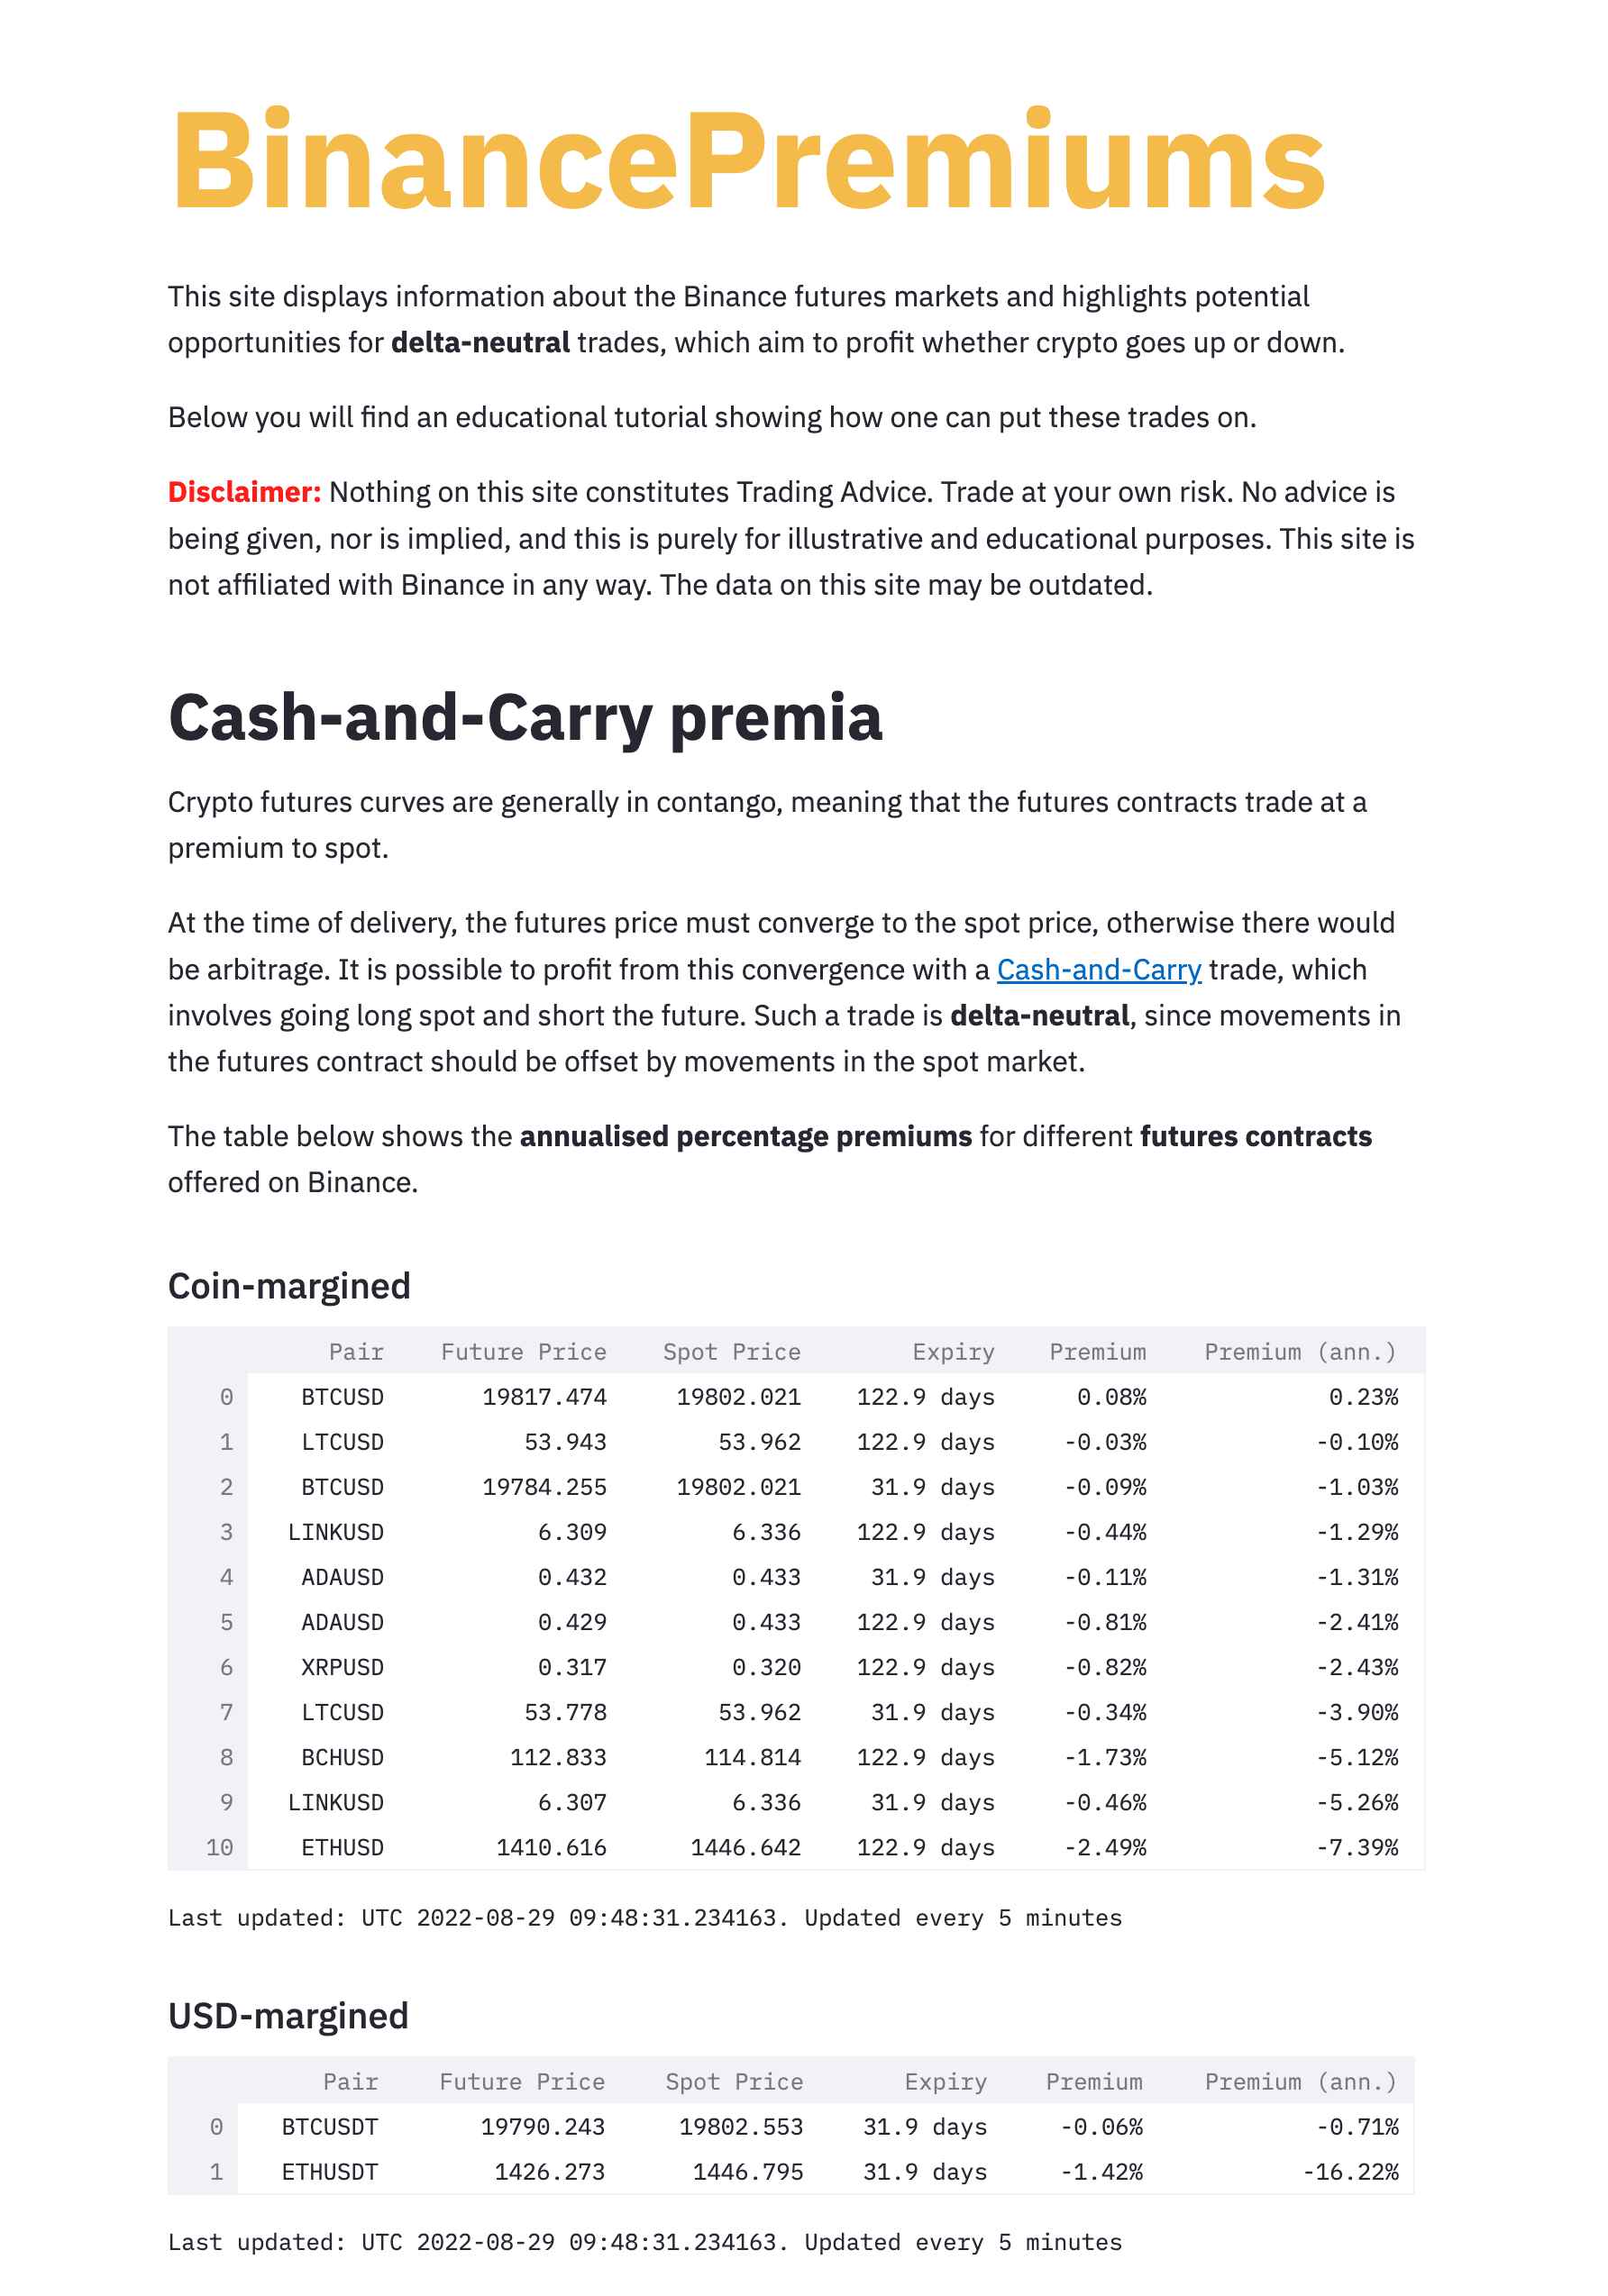 BinancePremiums
This site displays information about the Binance futures markets and highlights potential
opportunities for delta-neutral trades, which aim to profit whether crypto goes up or down.
Below you will find an educational tutorial showing how one can put these trades on.
Disclaimer: Nothing on this site constitutes Trading Advice. Trade at your own risk. No advice is
being given, nor is implied, and this is purely for illustrative and educational purposes. This site is
not affiliated with Binance in any way. The data on this site may be outdated.
Cash-and-Carry premia
Crypto futures curves are generally in contango, meaning that the futures contracts trade at a
premium to spot.
At the time of delivery, the futures price must converge to the spot price, otherwise there would
be arbitrage. It is possible to profit from this convergence with a Cash-and-Carry trade, which
involves going long spot and short the future. Such a trade is delta-neutral, since movements in
the futures contract should be offset by movements in the spot market.
The table below shows the annualised percentage premiums for different futures contracts
offered on Binance.
Coin-margined
Pair Future Price Spot Price Expiry Premium Premium (ann.)
0 BTCUSD 19817.474 19802.021 122.9 days 0.08% 0.23%
1 LTCUSD 53.943 53.962 122.9 days -0.03% -0.10%
2 BTCUSD 19784.255 19802.021 31.9 days -0.09% -1.03%
3 LINKUSD 6.309 6.336 122.9 days -0.44% -1.29%
4 ADAUSD 0.432 0.433 31.9 days -0.11% -1.31%
5 ADAUSD 0.429 0.433 122.9 days -0.81% -2.41%
6 XRPUSD 0.317 0.320 122.9 days -0.82% -2.43%
7 LTCUSD 53.778 53.962 31.9 days -0.34% -3.90%
8 BCHUSD 112.833 114.814 122.9 days -1.73% -5.12%
9 LINKUSD 6.307 6.336 31.9 days -0.46% -5.26%
10 ETHUSD 1410.616 1446.642 122.9 days -2.49% -7.39%
Last updated: UTC 2022-08-29 09:48:31.234163. Updated every 5 minutes
USD-margined
Pair Future Price Spot Price Expiry Premium Premium (ann.)
0 BTCUSDT 19790.243 19802.553 31.9 days -0.06% -0.71%
1 ETHUSDT 1426.273 1446.795 31.9 days -1.42% -16.22%
Last updated: UTC 2022-08-29 09:48:31.234163. Updated every 5 minutes